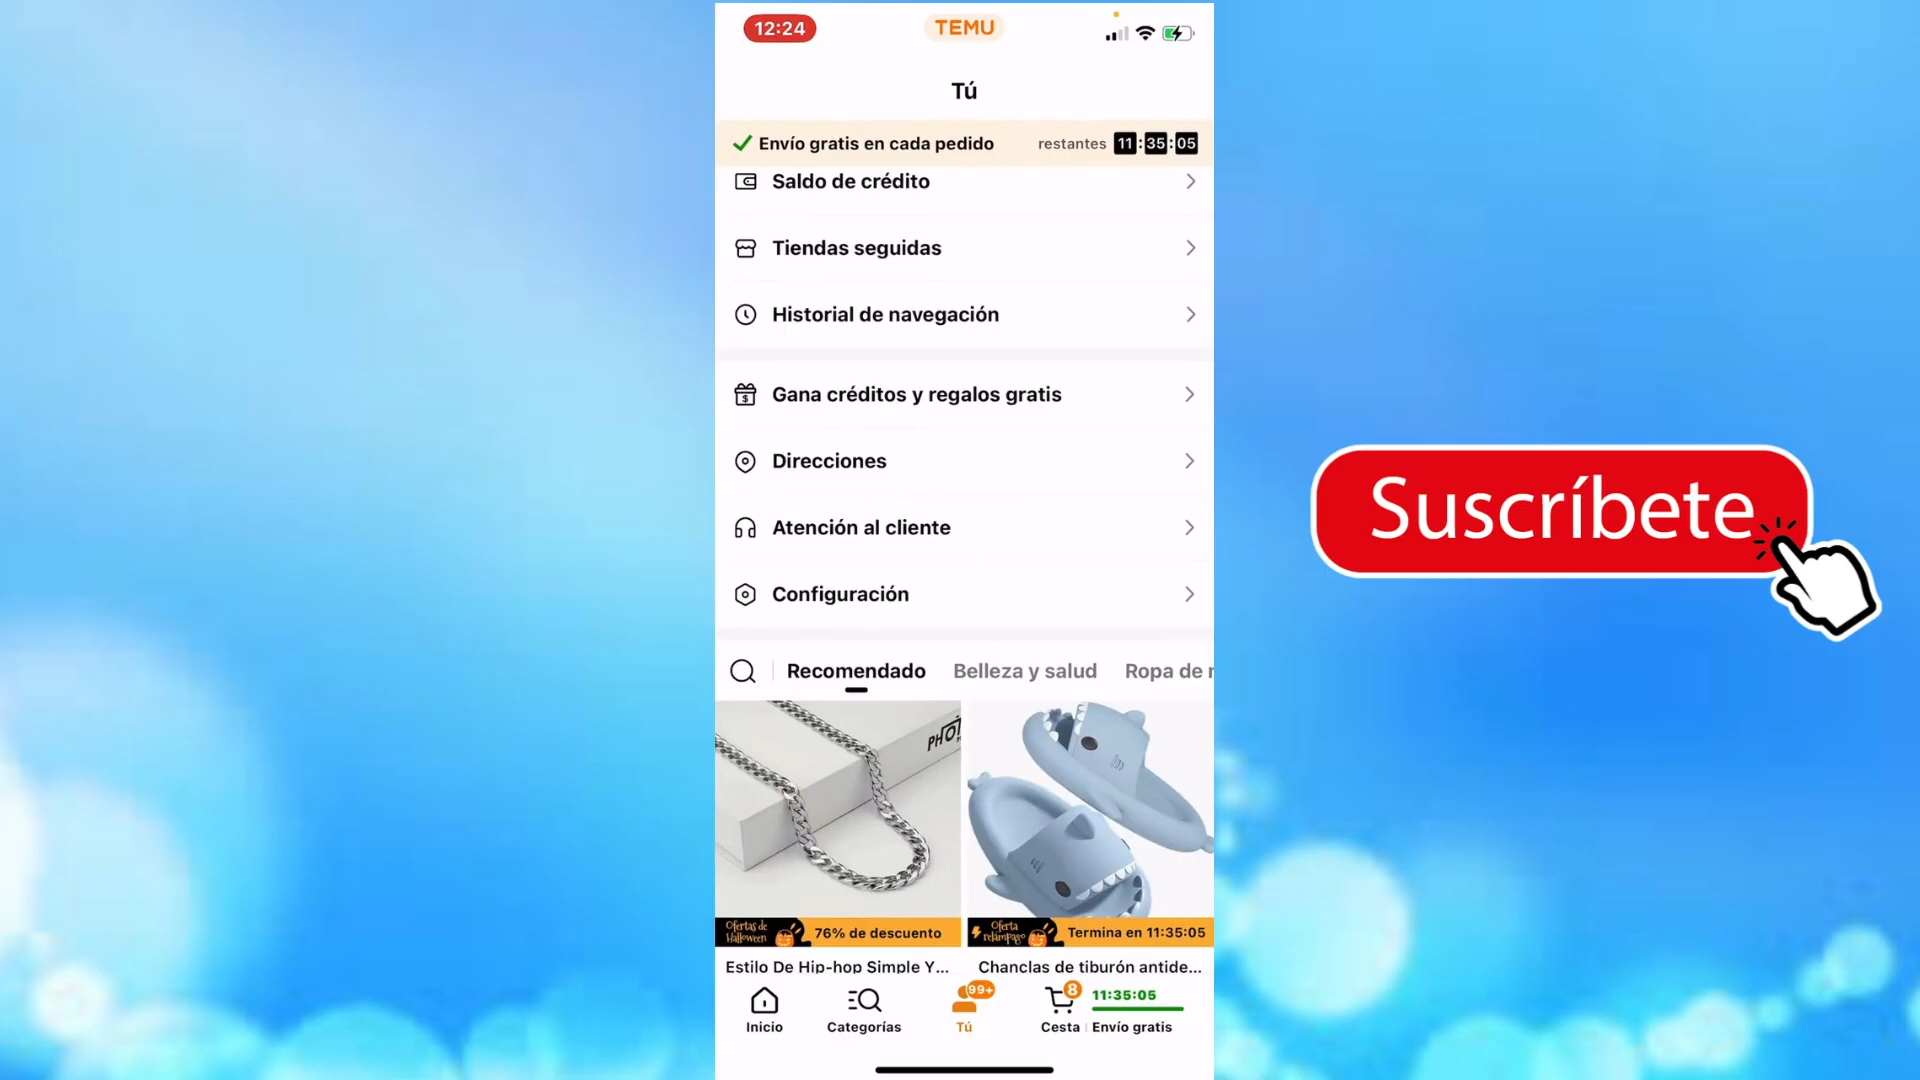 12:24
TEMU
Tú
Envío gratis en cada pedido
restantes 11:35:05
Saldo de crédito
Tiendas seguidas
Historial de navegación
Gana créditos y regalos gratis
Direcciones
Atención al cliente
Configuración
Suscríbete
Recomendado Belleza y salud Ropa de
Ofertas de Halloween 76% de descuento
Oferta relámpago Termina en 11:35:05
Estilo De Hip-hop Simple Y...
Chanclas de tiburón antide...
99+
8
11:35:05
Inicio
Categorías
Tú
Cesta
Envío gratis